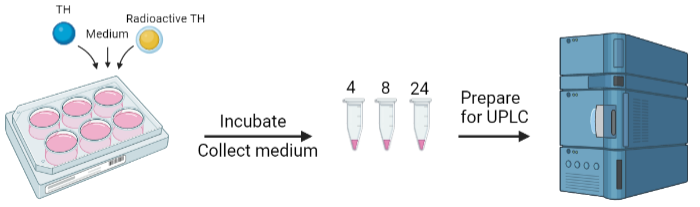 TH
Radioactive TH
Medium
Incubate
Collect medium
4 8 24
Prepare
for UPLC